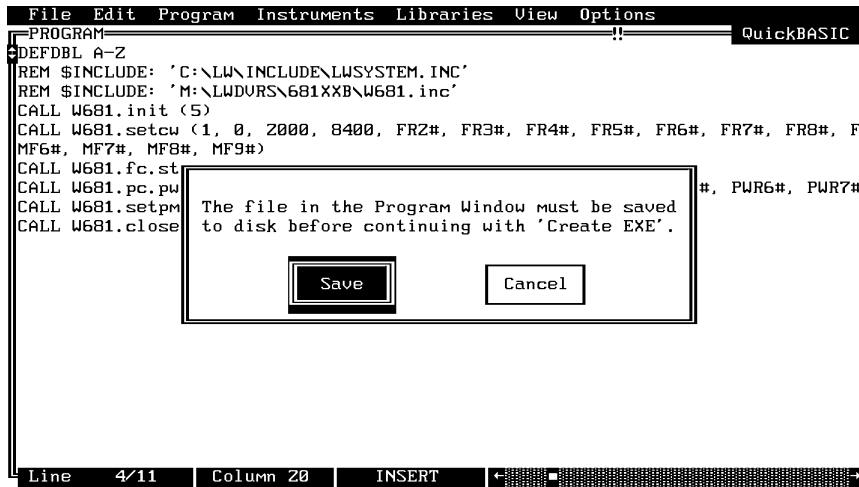 File Edit Program Instruments Libraries View Options
PROGRAM !! QuickBASIC
DEFDBL A-Z
REM $INCLUDE: 'C:\LW\INCLUDE\LWSYSTEM.INC'
REM $INCLUDE: 'M:\LWDVRS\681XXB\W681.inc'
CALL W681.init (5)
CALL W681.setcw (1, 0, 2000, 8400, FR2#, FR3#, FR4#, FR5#, FR6#, FR7#, FR8#, F
MF6#, MF7#, MF8#, MF9#)
CALL W681.fc.st
CALL W681.pc.pw #, PWR6#, PWR7#
CALL W681.setpm
CALL W681.close
The file in the Program Window must be saved
to disk before continuing with 'Create EXE'.
Save Cancel
Line 4/11 Column 20 INSERT